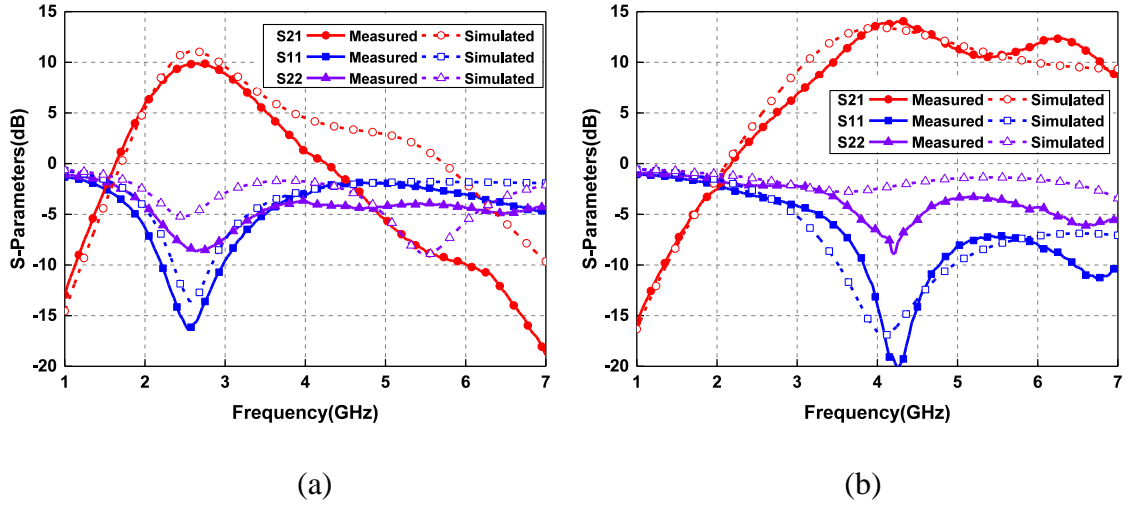 15
10
5
0
-5
-10
-15
-20
S-Parameters(dB)
S21 Measured Simulated
S11 Measured Simulated
S22 Measured Simulated
1 2 3 4 5 6 7
Frequency(GHz)
(a)
15
10
5
0
-5
-10
-15
-20
S-Parameters(dB)
S21 Measured Simulated
S11 Measured Simulated
S22 Measured Simulated
1 2 3 4 5 6 7
Frequency(GHz)
(b)